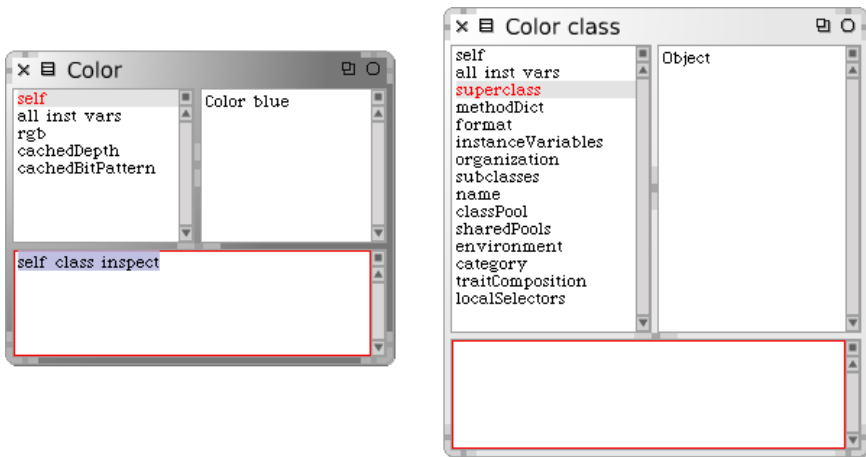 Color
self
all inst vars
rgb
cachedDepth
cachedBitPattern
Color blue
self class inspect
Color class
self
all inst vars
superclass
methodDict
format
instanceVariables
organization
subclasses
name
classPool
sharedPools
environment
category
traitComposition
localSelectors
Object